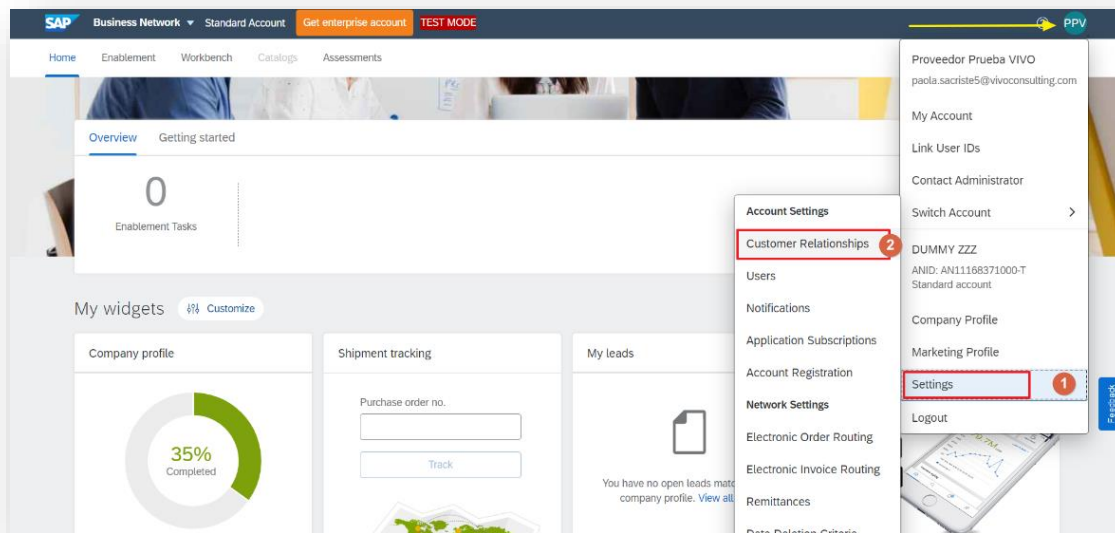 SAP Business Network Standard Account Get enterprise account TEST MODE PPV
Home Enablement Workbench Catalogs Assessments
Overview Getting started
0
Enablement Tasks
My widgets Customize
Company profile
35%
Completed
Shipment tracking
Purchase order no.
Track
My leads
You have no open leads
company profile. View all
Account Settings
Customer Relationships 2
Users
Notifications
Application Subscriptions
Account Registration
Network Settings
Electronic Order Routing
Electronic Invoice Routing
Remittances
Data Deletion Criteria
Proveedor Prueba VIVO
paola.sacriste5@vivoconsulting.com
My Account
Link User IDs
Contact Administrator
Switch Account
DUMMY ZZZ
ANID: AN11168371000-T
Standard account
Company Profile
Marketing Profile
Settings 1
Logout
Feedback